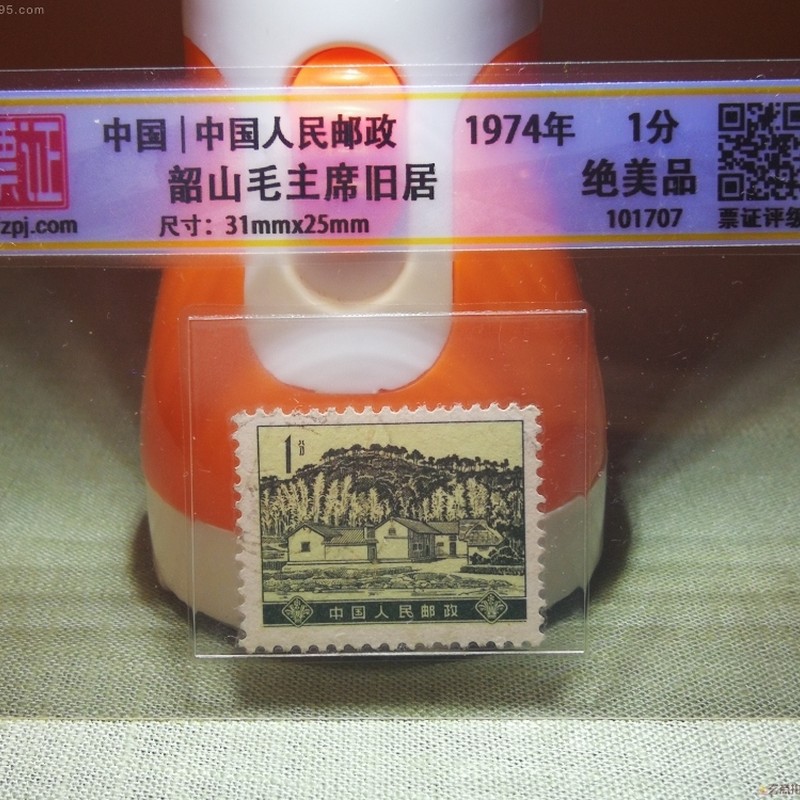 95.com
票证
中国|中国人民邮政
1974年
1分
韶山毛主席旧居
绝美品
zpj.com
尺寸：31mmx25mm
101707
票证评级
1分
中国人民邮政